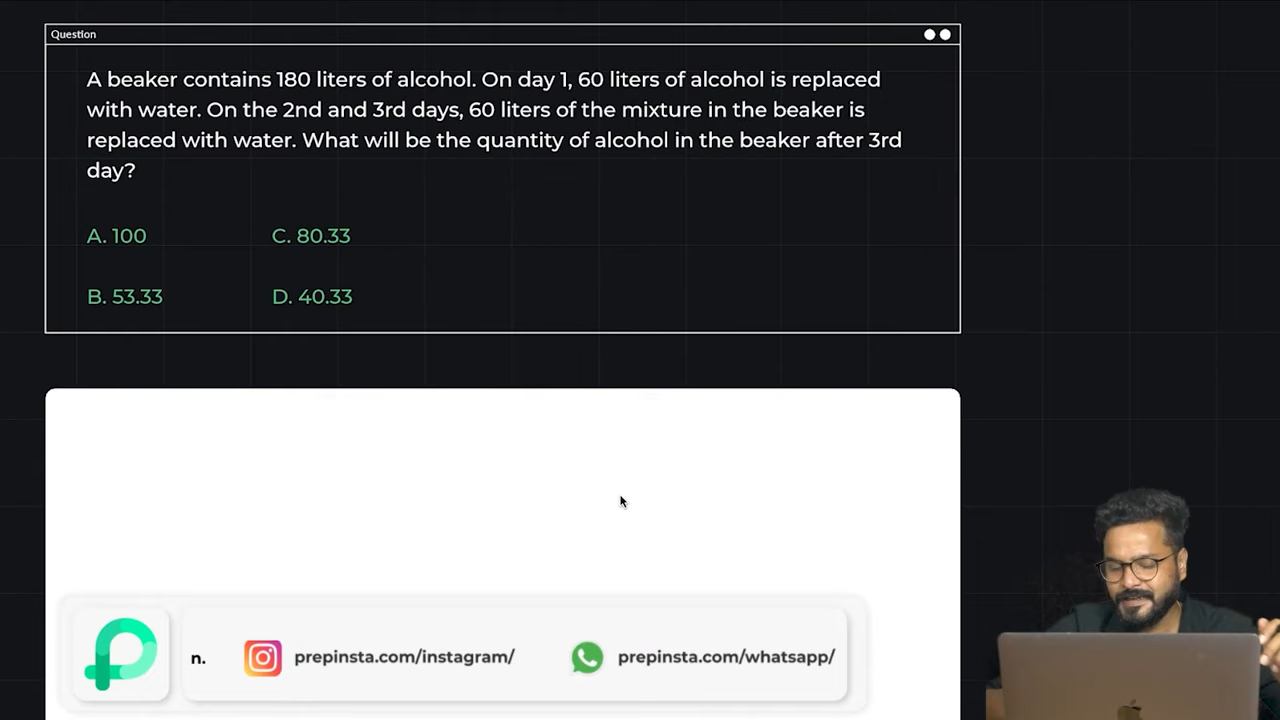 Question
A beaker contains 180 liters of alcohol. On day 1, 60 liters of alcohol is replaced
with water. On the 2nd and 3rd days, 60 liters of the mixture in the beaker is
replaced with water. What will be the quantity of alcohol in the beaker after 3rd
day?
A. 100
C. 80.33
B. 53.33
D. 40.33
n.
prepinsta.com/instagram/
prepinsta.com/whatsapp/